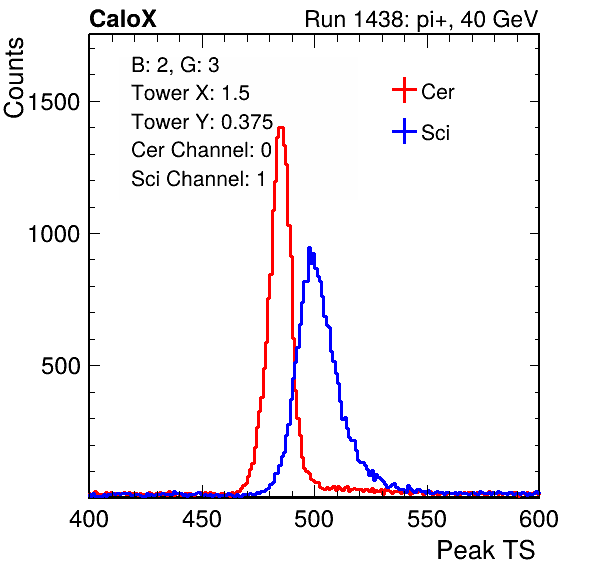 CaloX Run 1438: pi+, 40 GeV
Counts
B: 2, G: 3
Tower X: 1.5
Tower Y: 0.375
Cer Channel: 0
Sci Channel: 1
Cer
Sci
1500
1000
500
400 450 500 550 600
Peak TS